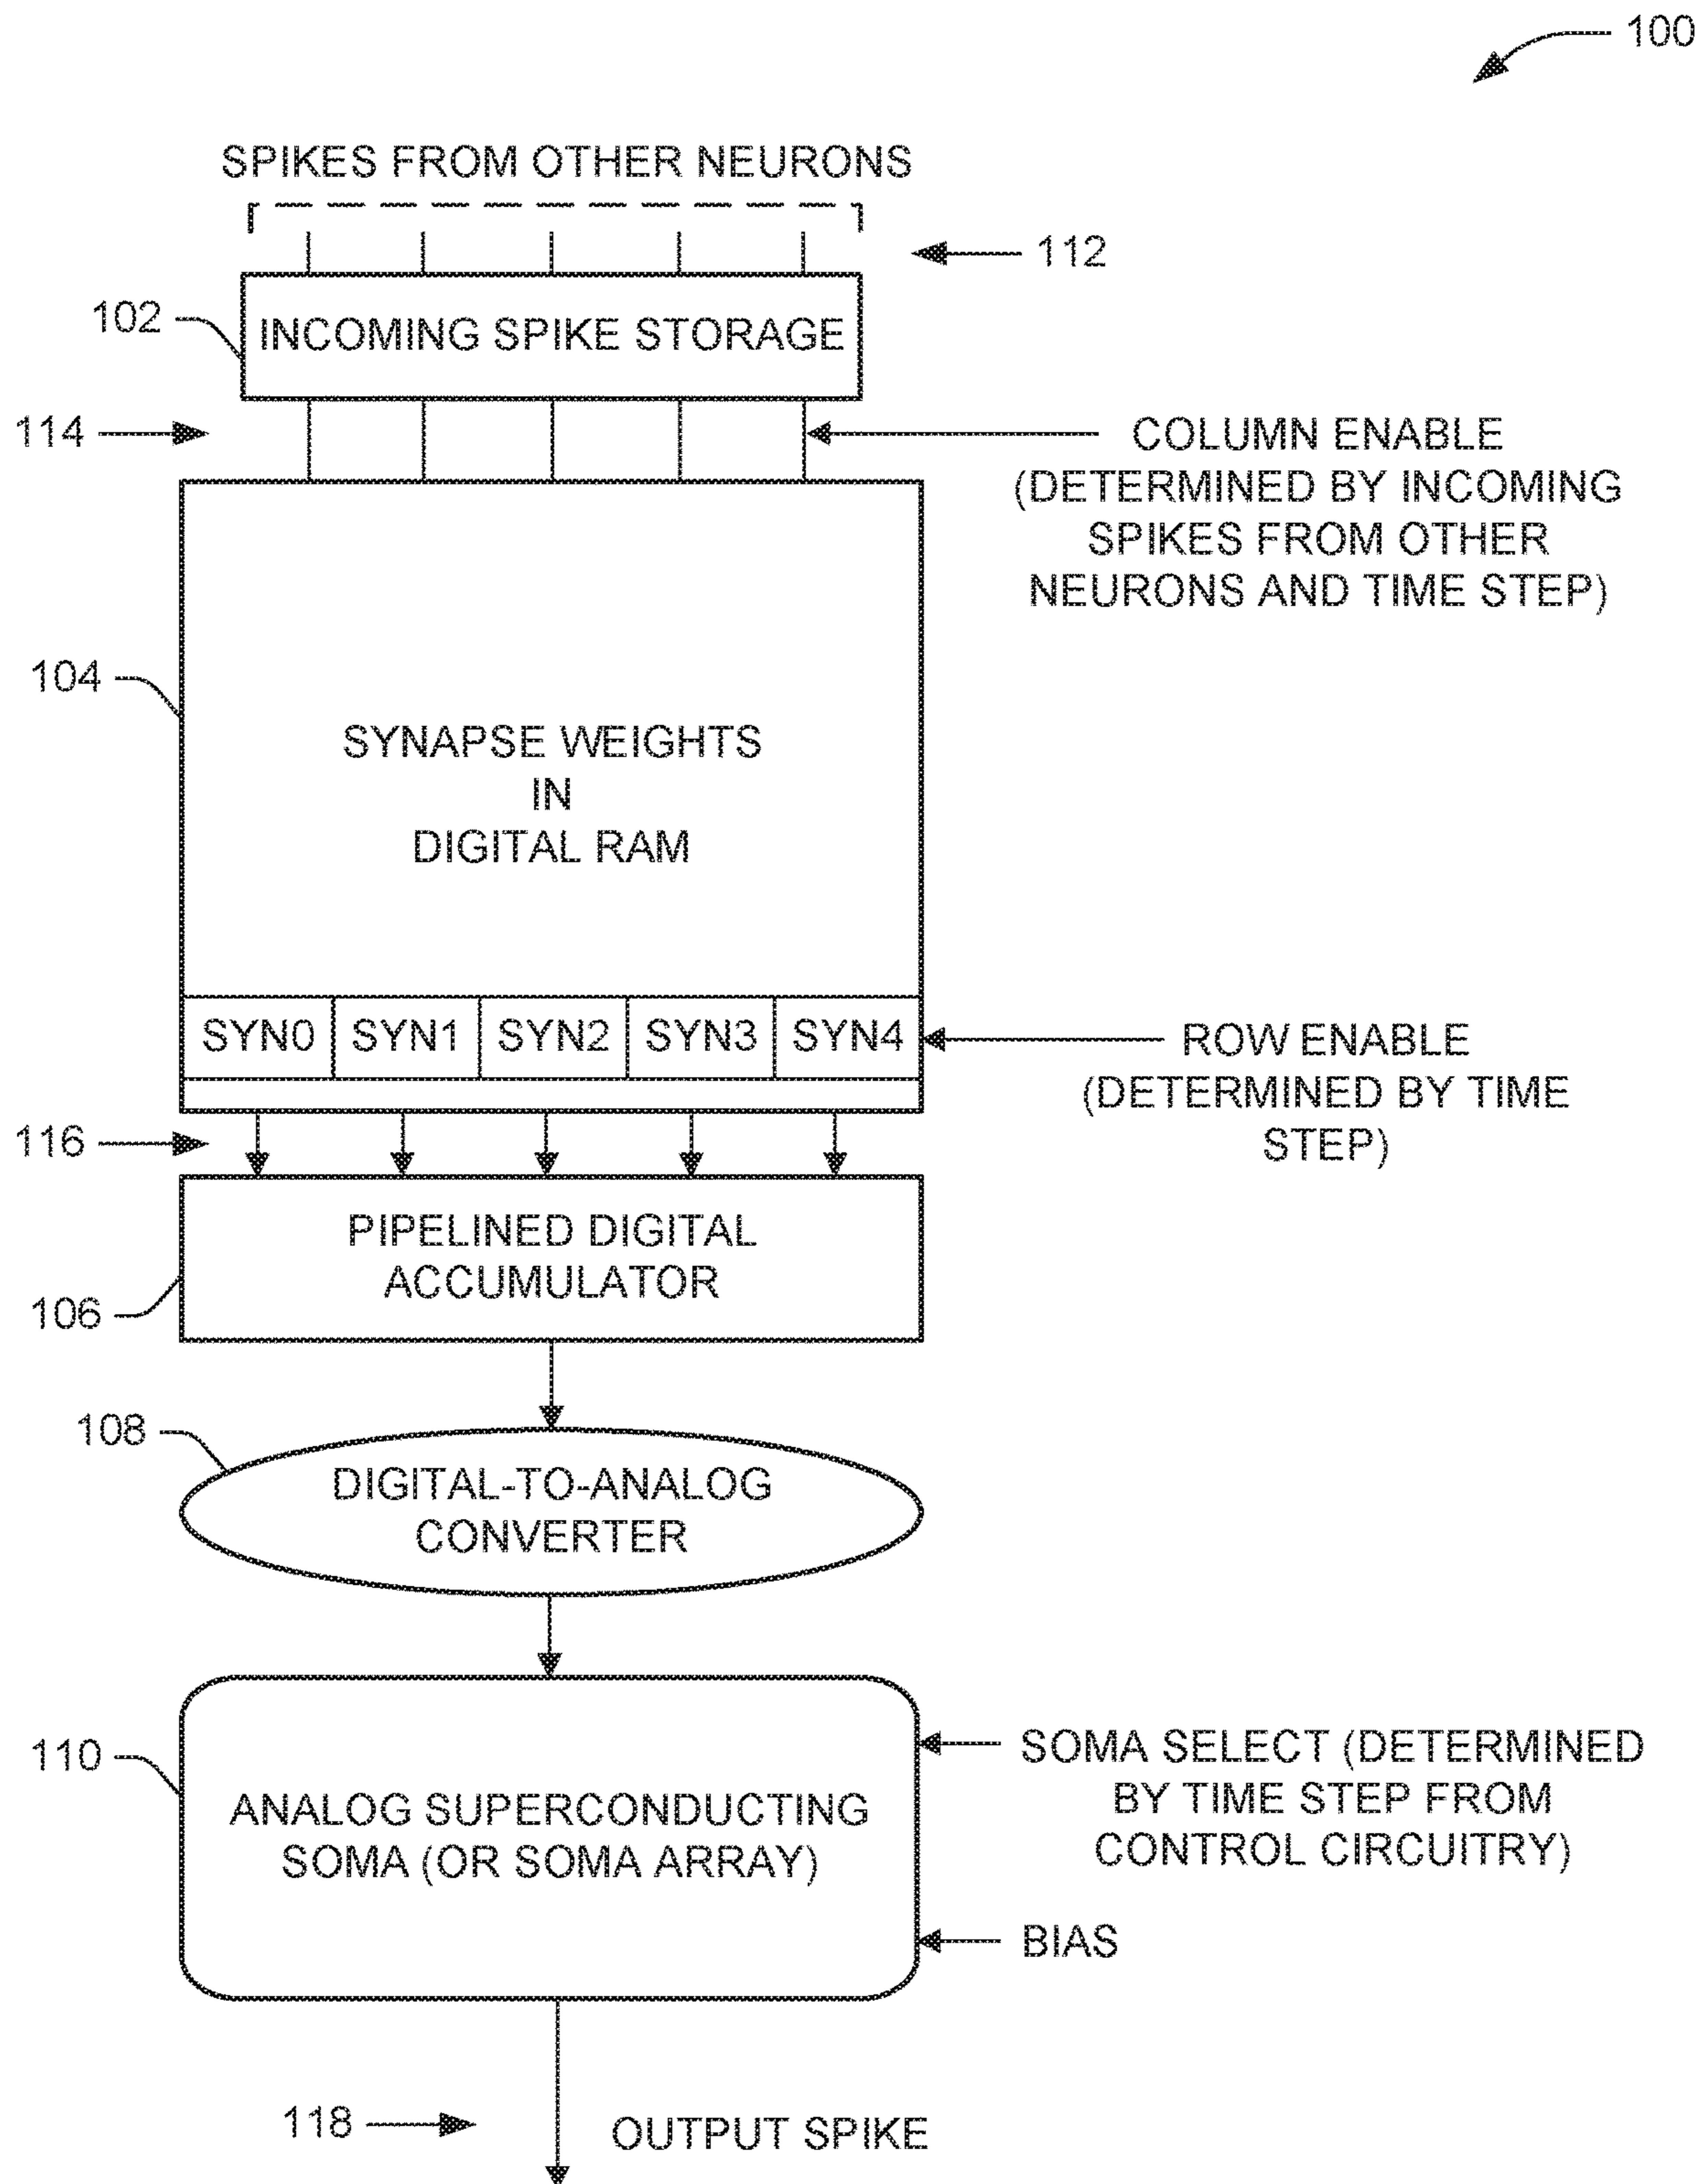 100
SPIKES FROM OTHER NEURONS
112
102
INCOMING SPIKE STORAGE
114
COLUMN ENABLE
(DETERMINED BY INCOMING
SPIKES FROM OTHER
NEURONS AND TIME STEP)
104
SYNAPSE WEIGHTS
IN
DIGITAL RAM
SYN0 SYN1 SYN2 SYN3 SYN4
ROW ENABLE
(DETERMINED BY TIME
STEP)
116
PIPELINED DIGITAL
ACCUMULATOR
106
108
DIGITAL-TO-ANALOG
CONVERTER
110
ANALOG SUPERCONDUCTING
SOMA (OR SOMA ARRAY)
SOMA SELECT (DETERMINED
BY TIME STEP FROM
CONTROL CIRCUITRY)
BIAS
118
OUTPUT SPIKE